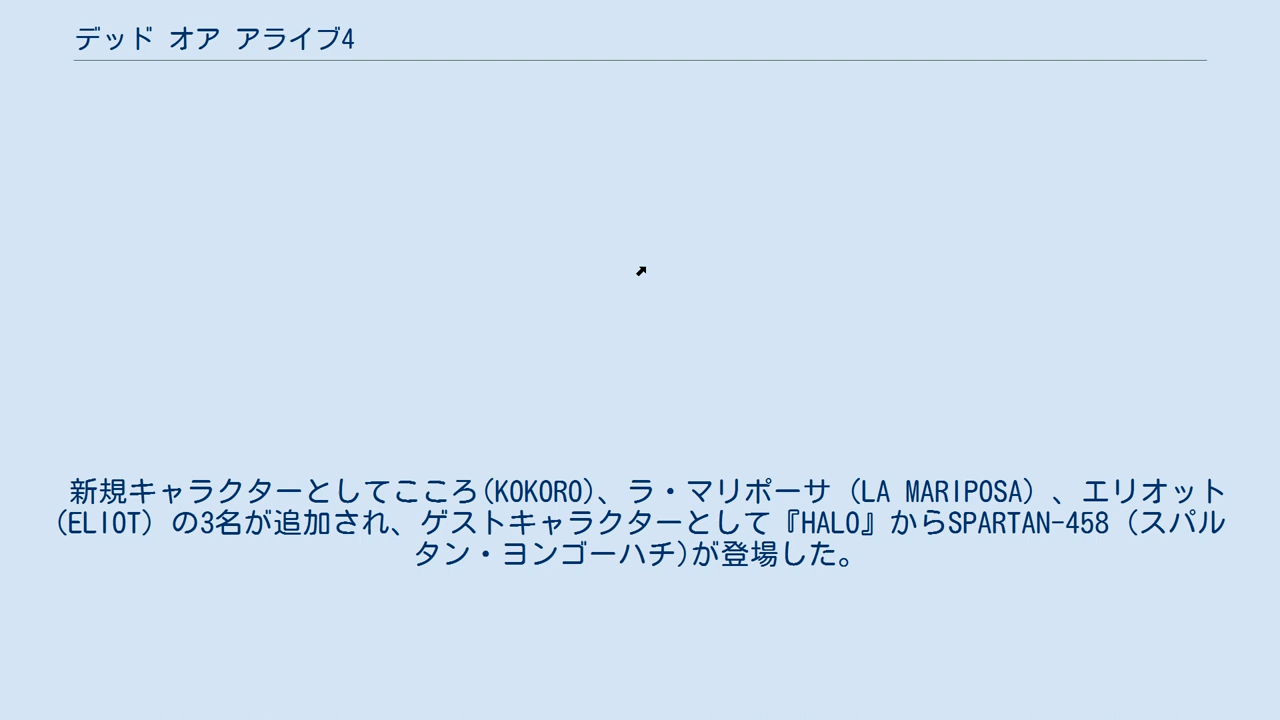 デッド オア アライブ4
新規キャラクターとしてこころ(KOKORO)、ラ・マリポーサ (LA MARIPOSA) 、エリオット
(ELIOT) の3名が追加され、ゲストキャラクターとして『HALO』からSPARTAN-458 (スパル
タン・ヨンゴーハチ)が登場した。